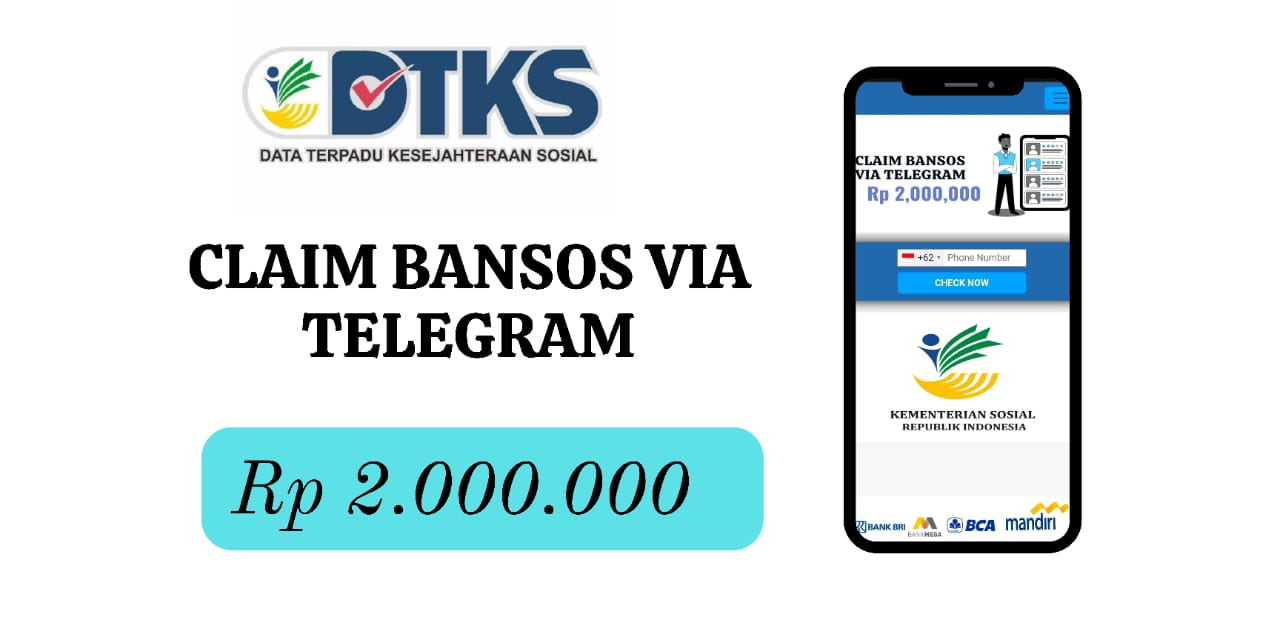 DTKS
DATA TERPADU KESEJAHTERAAN SOSIAL
CLAIM BANSOS VIA
TELEGRAM
Rp 2.000.000
CLAIM BANSOS
VIA TELEGRAM
Rp 2,000,000
+62 Phone Number
CHECK NOW
KEMENTERIAN SOSIAL
REPUBLIK INDONESIA
BANK BRI
BANK MEGA
BCA
mandiri